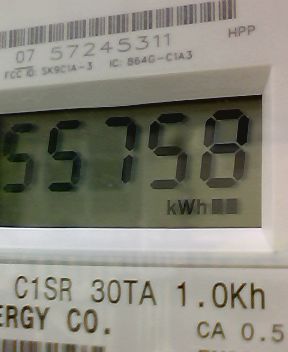 07 57245311
HPP
FCC ID: SK9C1A-3 IC: 864G-C1A3
55758
kWh
C1SR 30TA 1.0Kh
ERGY CO.
CA 0.5